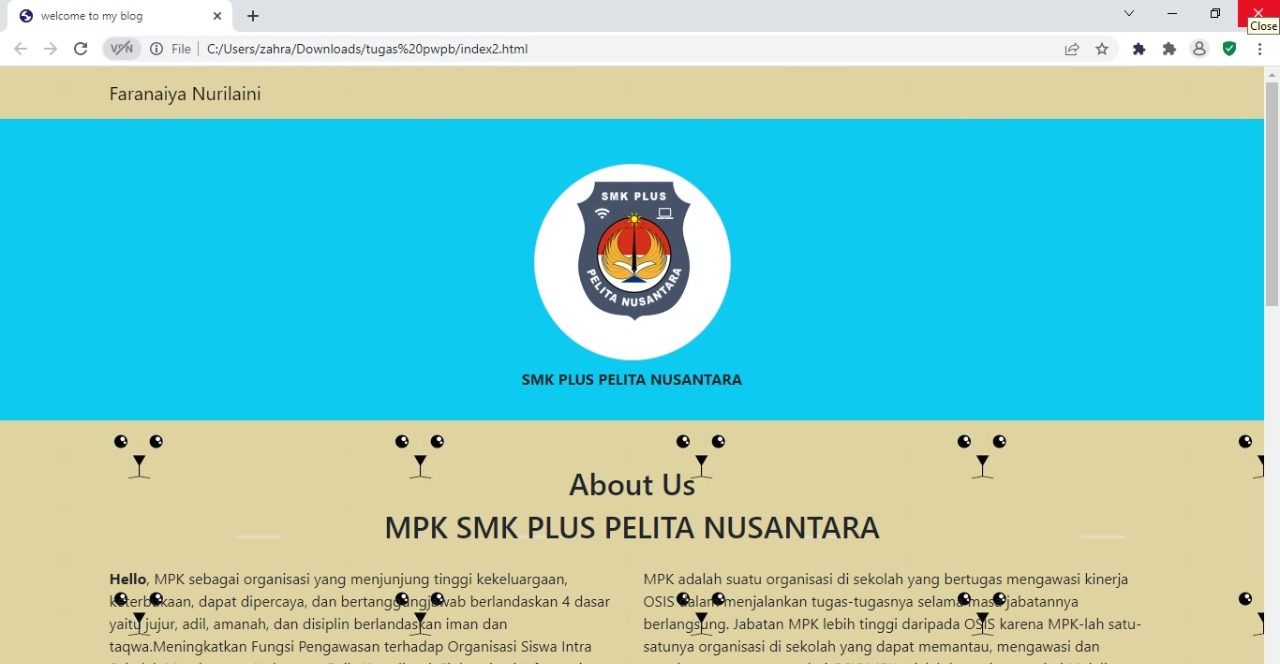 welcome to my blog
Close
VPN
File
C:/Users/zahra/Downloads/tugas%20pwpb/index2.html
Faranaiya Nurilaini
SMK PLUS
PELITA NUSANTARA
SMK PLUS PELITA NUSANTARA
About Us
MPK SMK PLUS PELITA NUSANTARA
Hello, MPK sebagai organisasi yang menjunjung tinggi kekeluargaan,
keterbukaan, dapat dipercaya, dan bertanggungjawab berlandaskan 4 dasar
yaitu jujur, adil, amanah, dan disiplin berlandaskan iman dan
taqwa.Meningkatkan Fungsi Pengawasan terhadap Organisasi Siswa Intra
MPK adalah suatu organisasi di sekolah yang bertugas mengawasi kinerja
OSIS dalam menjalankan tugas-tugasnya selama masa jabatannya
berlangsung. Jabatan MPK lebih tinggi daripada OSIS karena MPK-lah satu-
satunya organisasi di sekolah yang dapat memantau, mengawasi dan